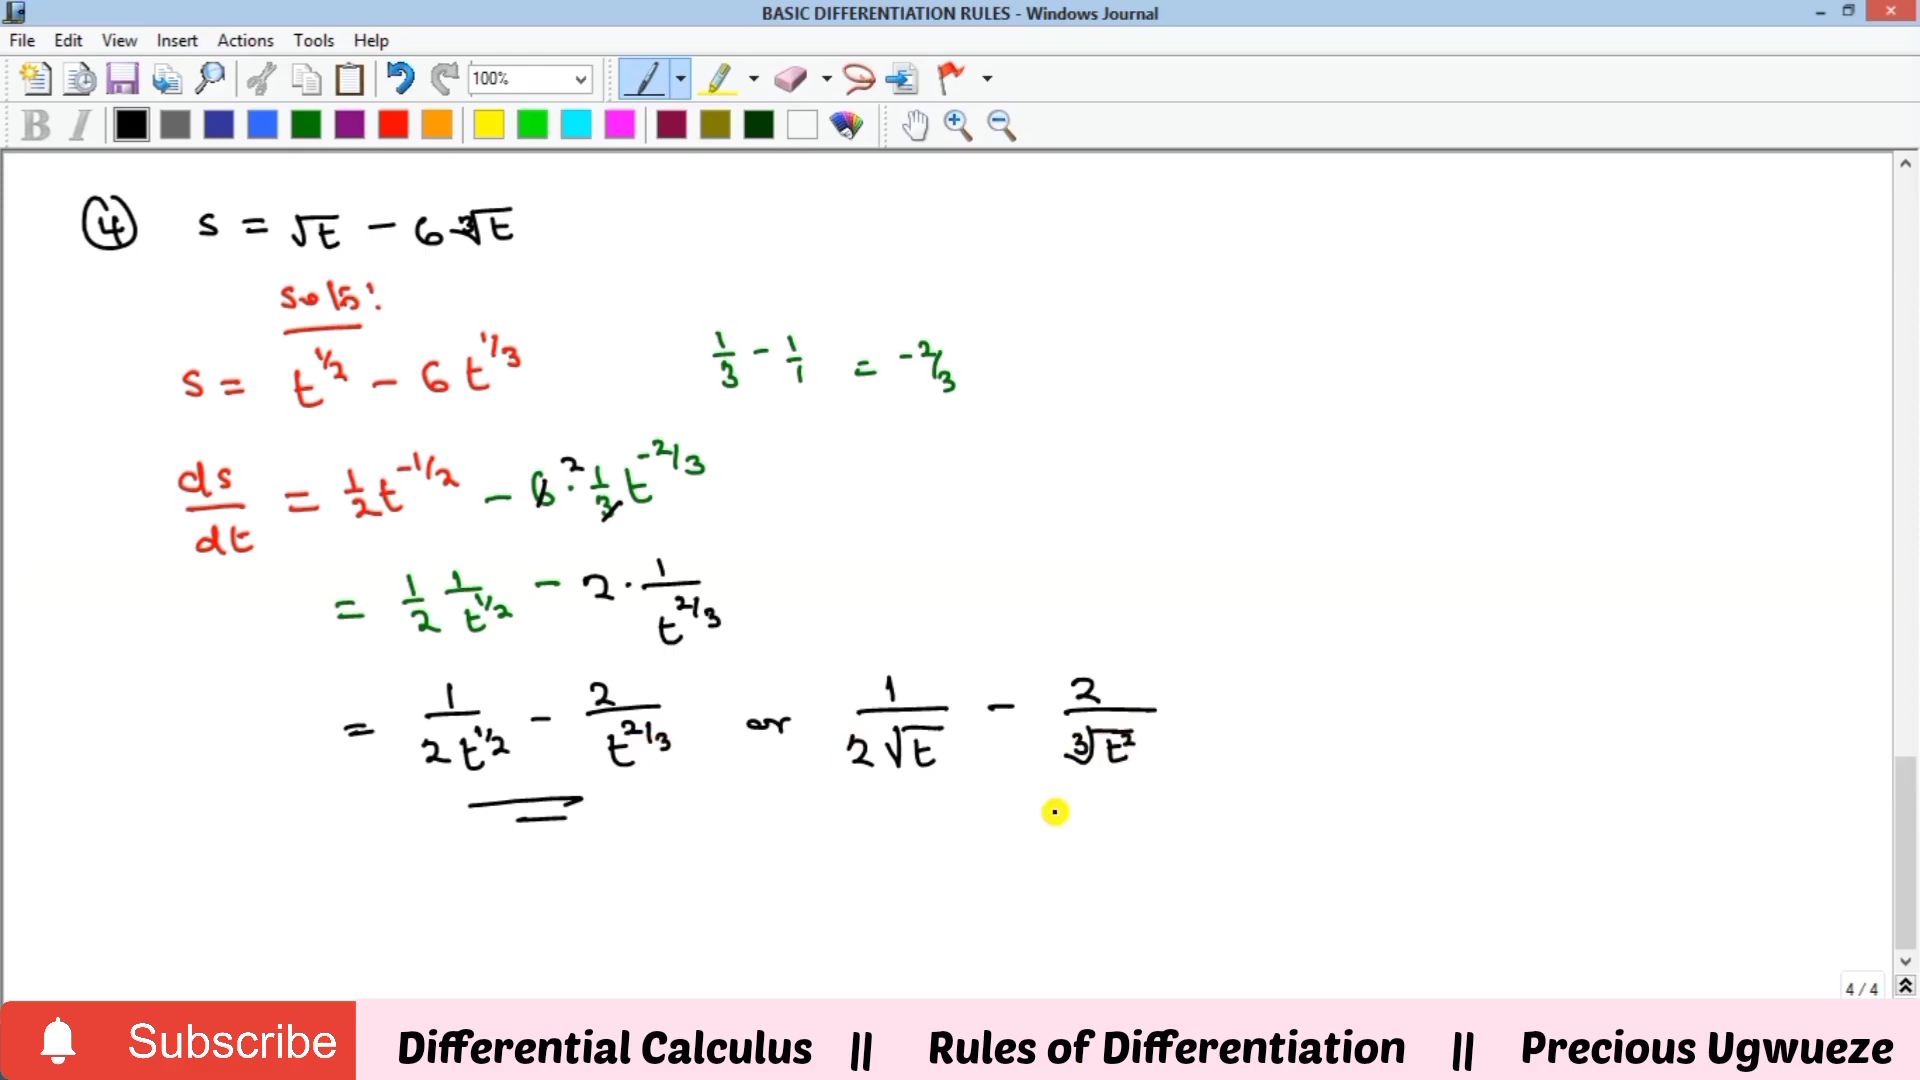 BASIC DIFFERENTIATION RULES - Windows Journal
File Edit View Insert Actions Tools Help
100%
B I
④ s = √t - 6 ∛t
soln:
s = t^1/2 - 6t^1/3
1/3 - 1/1 = -2/3
ds/dt = 1/2 t^-1/2 - 6^2 · 1/3 t^-2/3
= 1/2 1/t^1/2 - 2 · 1/t^2/3
= 1/2t^1/2 - 2/t^2/3 or 1/2√t - 2/∛t²
4 / 4
Subscribe Differential Calculus || Rules of Differentiation || Precious Ugwueze